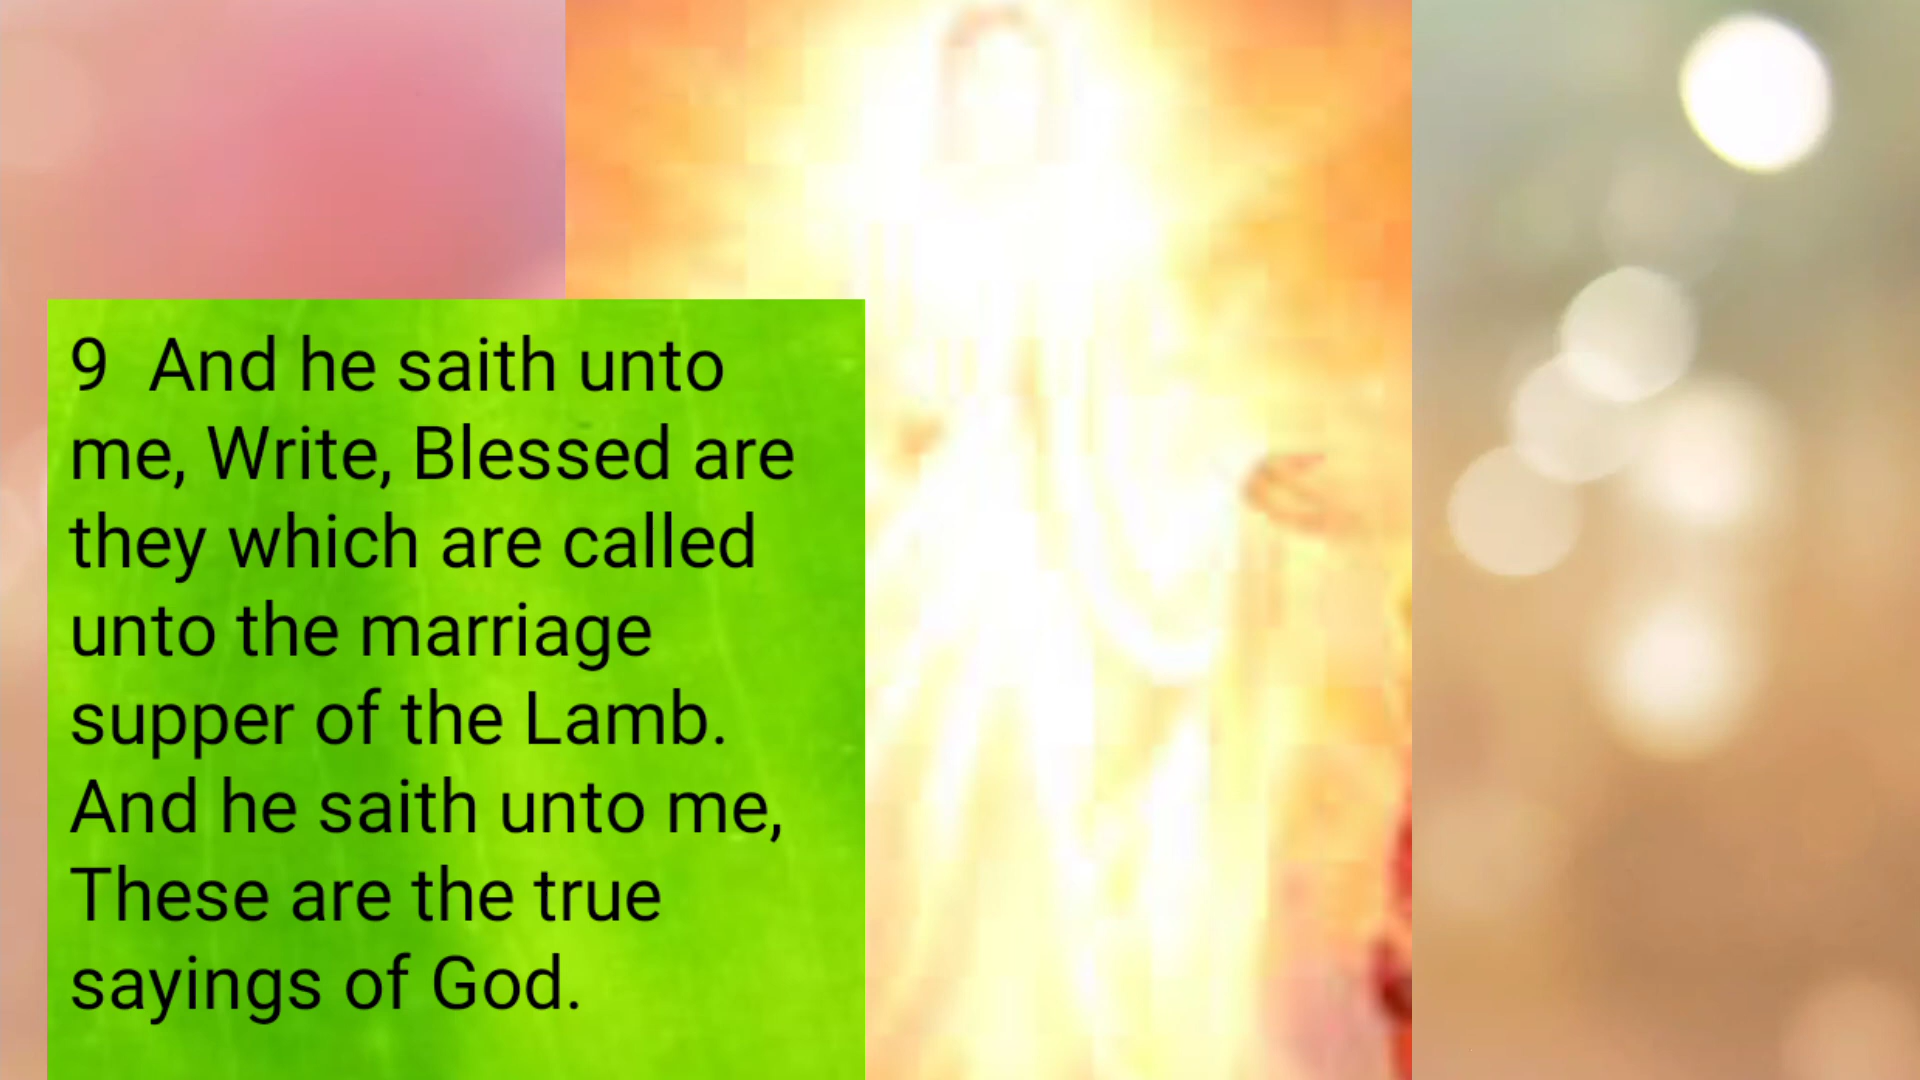 9  And he saith unto
me, Write, Blessed are
they which are called
unto the marriage
supper of the Lamb.
And he saith unto me,
These are the true
sayings of God.